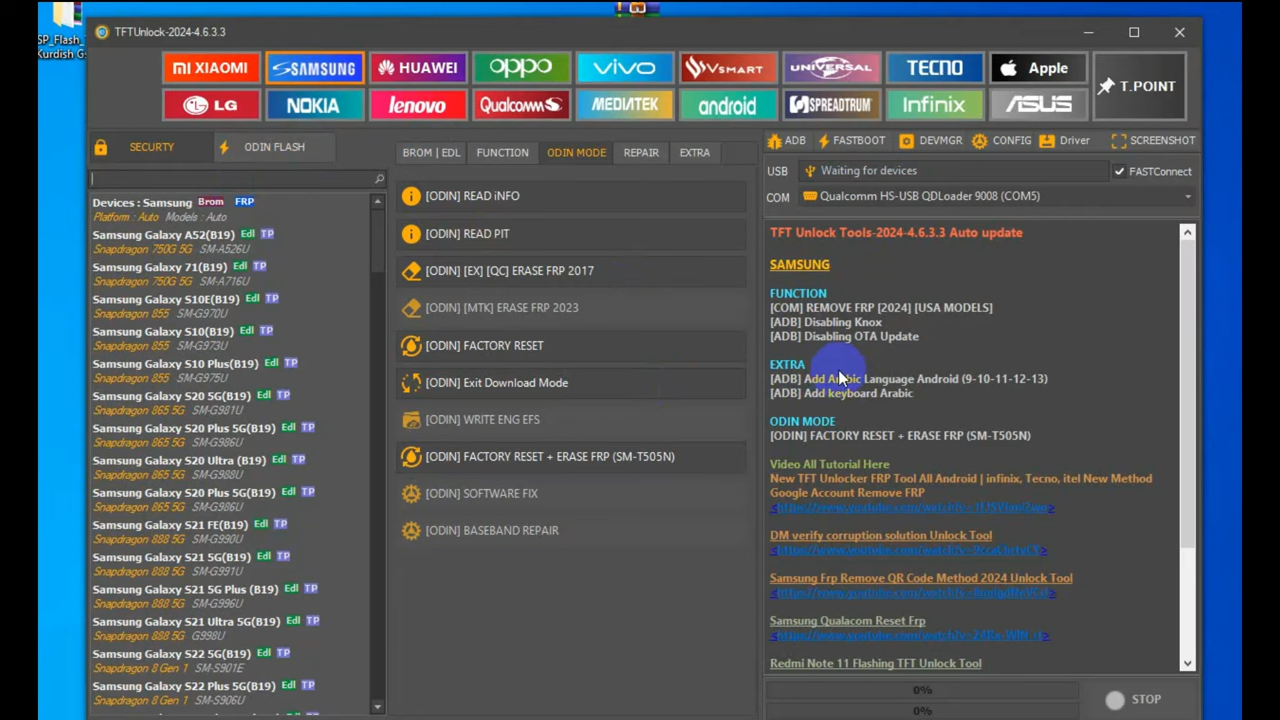 SP_Flash_
Kurdish Gs
TFTUnlock-2024-4.6.3.3
MI XIAOMI
SAMSUNG
HUAWEI
oppo
vivo
VSMART
UNIVERSAL
TECNO
Apple
LG
NOKIA
lenovo
Qualcomm
MEDIATEK
android
SPREADTRUM
Infinix
ASUS
T.POINT
SECURTY
ODIN FLASH
Devices : Samsung Brom FRP
Platform : Auto Models : Auto
Samsung Galaxy A52(B19) Edl TP
Snapdragon 750G 5G SM-A526U
Samsung Galaxy 71(B19) Edl TP
Snapdragon 750G 5G SM-A716U
Samsung Galaxy S10E(B19) Edl TP
Snapdragon 855 SM-G970U
Samsung Galaxy S10(B19) Edl TP
Snapdragon 855 SM-G973U
Samsung Galaxy S10 Plus(B19) Edl TP
Snapdragon 855 SM-G975U
Samsung Galaxy S20 5G(B19) Edl TP
Snapdragon 865 5G SM-G981U
Samsung Galaxy S20 Plus 5G(B19) Edl TP
Snapdragon 865 5G SM-G986U
Samsung Galaxy S20 Ultra (B19) Edl TP
Snapdragon 865 5G SM-G988U
Samsung Galaxy S20 Plus 5G(B19) Edl TP
Snapdragon 865 5G SM-G986U
Samsung Galaxy S21 FE(B19) Edl TP
Snapdragon 888 5G SM-G990U
Samsung Galaxy S21 5G(B19) Edl TP
Snapdragon 888 5G SM-G991U
Samsung Galaxy S21 5G Plus (B19) Edl TP
Snapdragon 888 5G SM-G996U
Samsung Galaxy S21 Ultra 5G(B19) Edl TP
Snapdragon 888 5G G998U
Samsung Galaxy S22 5G(B19) Edl TP
Snapdragon 8 Gen 1 SM-S901E
Samsung Galaxy S22 Plus 5G(B19) Edl TP
Snapdragon 8 Gen 1 SM-S906U
BROM | EDL
FUNCTION
ODIN MODE
REPAIR
EXTRA
[ODIN] READ iNFO
[ODIN] READ PIT
[ODIN] [EX] [QC] ERASE FRP 2017
[ODIN] [MTK] ERASE FRP 2023
[ODIN] FACTORY RESET
[ODIN] Exit Download Mode
[ODIN] WRITE ENG EFS
[ODIN] FACTORY RESET + ERASE FRP (SM-T505N)
[ODIN] SOFTWARE FIX
[ODIN] BASEBAND REPAIR
ADB
FASTBOOT
DEVMGR
CONFIG
Driver
SCREENSHOT
USB Waiting for devices
FASTConnect
COM Qualcomm HS-USB QDLoader 9008 (COM5)
TFT Unlock Tools-2024-4.6.3.3 Auto update
SAMSUNG
FUNCTION
[COM] REMOVE FRP [2024] [USA MODELS]
[ADB] Disabling Knox
[ADB] Disabling OTA Update
EXTRA
[ADB] Add Arabic Language Android (9-10-11-12-13)
[ADB] Add keyboard Arabic
ODIN MODE
[ODIN] FACTORY RESET + ERASE FRP (SM-T505N)
Video All Tutorial Here
New TFT Unlocker FRP Tool All Android | infinix, Tecno, itel New Method
Google Account Remove FRP
DM verify corruption solution Unlock Tool
Samsung Frp Remove QR Code Method 2024 Unlock Tool
Samsung Qualacom Reset Frp
Redmi Note 11 Flashing TFT Unlock Tool
0%
0%
STOP